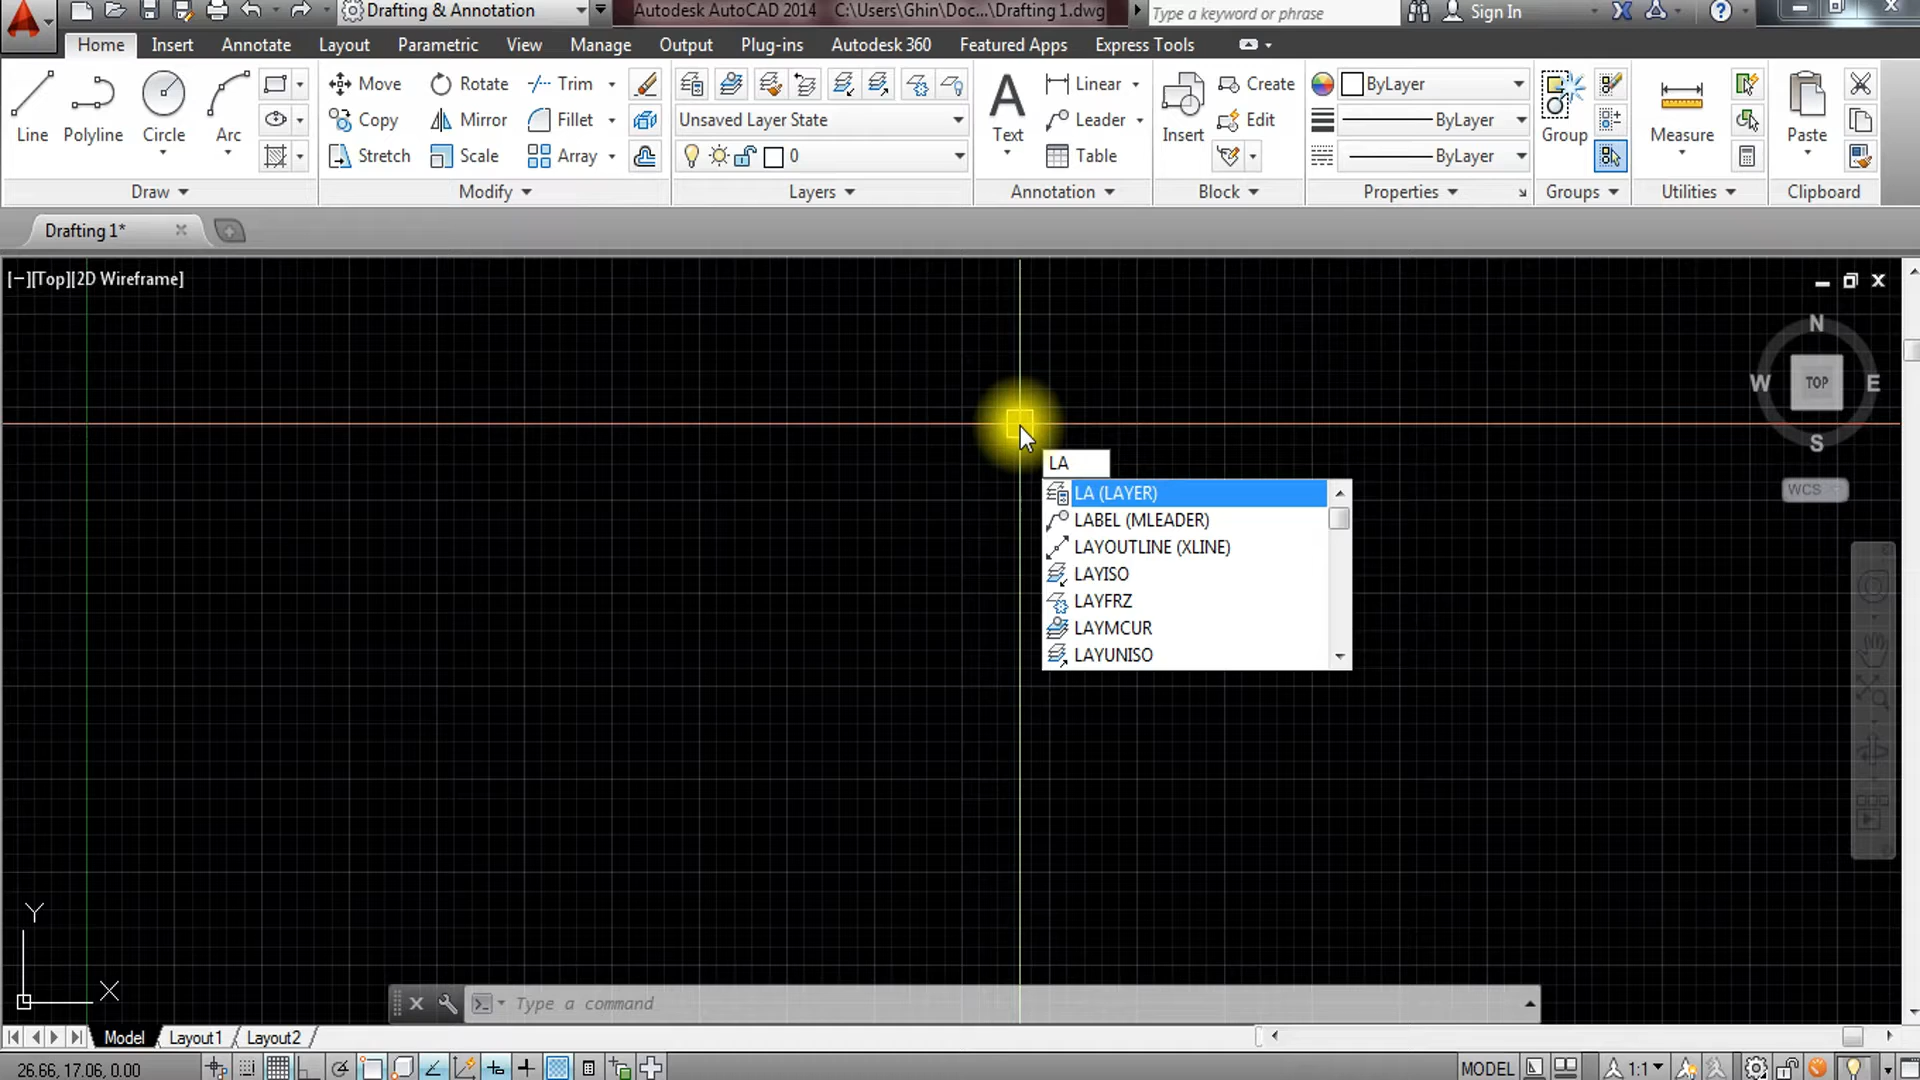 Drafting & Annotation
Autodesk AutoCAD 2014 C:\Users\Ghin\Doc...\Drafting 1.dwg
Type a keyword or phrase
Sign In
Home Insert Annotate Layout Parametric View Manage Output Plug-ins Autodesk 360 Featured Apps Express Tools
Line Polyline Circle Arc
Move Rotate Trim
Copy Mirror Fillet
Stretch Scale Array
Unsaved Layer State
0
Text
Linear
Leader
Table
Insert
Create
Edit
ByLayer
ByLayer
ByLayer
Group
Measure
Paste
Draw Modify Layers Annotation Block Properties Groups Utilities Clipboard
Drafting 1*
[−][Top][2D Wireframe]
N
W TOP E
S
WCS
LA
LA (LAYER)
LABEL (MLEADER)
LAYOUTLINE (XLINE)
LAYISO
LAYFRZ
LAYMCUR
LAYUNISO
Y
X
Type a command
Model Layout1 Layout2
26.66, 17.06, 0.00
MODEL
1:1